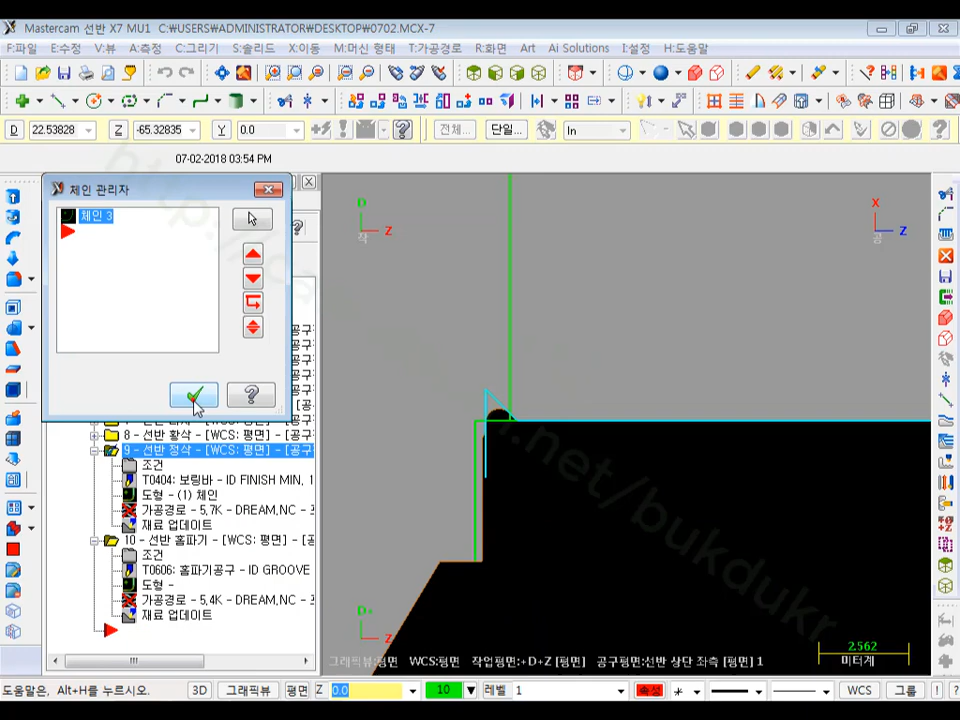 Mastercam 선반 X7 MU1 C:₩USERS₩ADMINISTRATOR₩DESKTOP₩0702.MCX-7
F:파일 E:수정 V:뷰 A:측정 C:그리기 S:솔리드 X:이동 M:머신 형태 T:가공경로 R:화면 Art Ai Solutions I:설정 H:도움말
D 22.53828 Z -65.32835 Y 0.0 전체... 단일... In
07-02-2018 03:54 PM
체인 관리자
체인 3
D
Z
작
X
Z
공
8 - 선반 황삭 - [WCS: 평면] - [공구
9 - 선반 정삭 - [WCS: 평면] - [공구
조건
T0404: 보링바 - ID FINISH MIN, 1
도형 - (1) 체인
가공경로 - 5.7K - DREAM.NC -
재료 업데이트
10 - 선반 홈파기 - [WCS: 평면] - [공
조건
T0606: 홈파기공구 - ID GROOVE
도형 -
가공경로 - 5.4K - DREAM.NC -
재료 업데이트
D+
Z
그래픽뷰:평면 WCS:평면 작업평면:+D+Z [평면] 공구평면:선반 상단 좌측 [평면] 1
2.562
미터계
도움말은, Alt+H를 누르시오. 3D 그래픽뷰 평면 Z 0.0 10 레벨 1 속성 WCS 그룹 ! ?